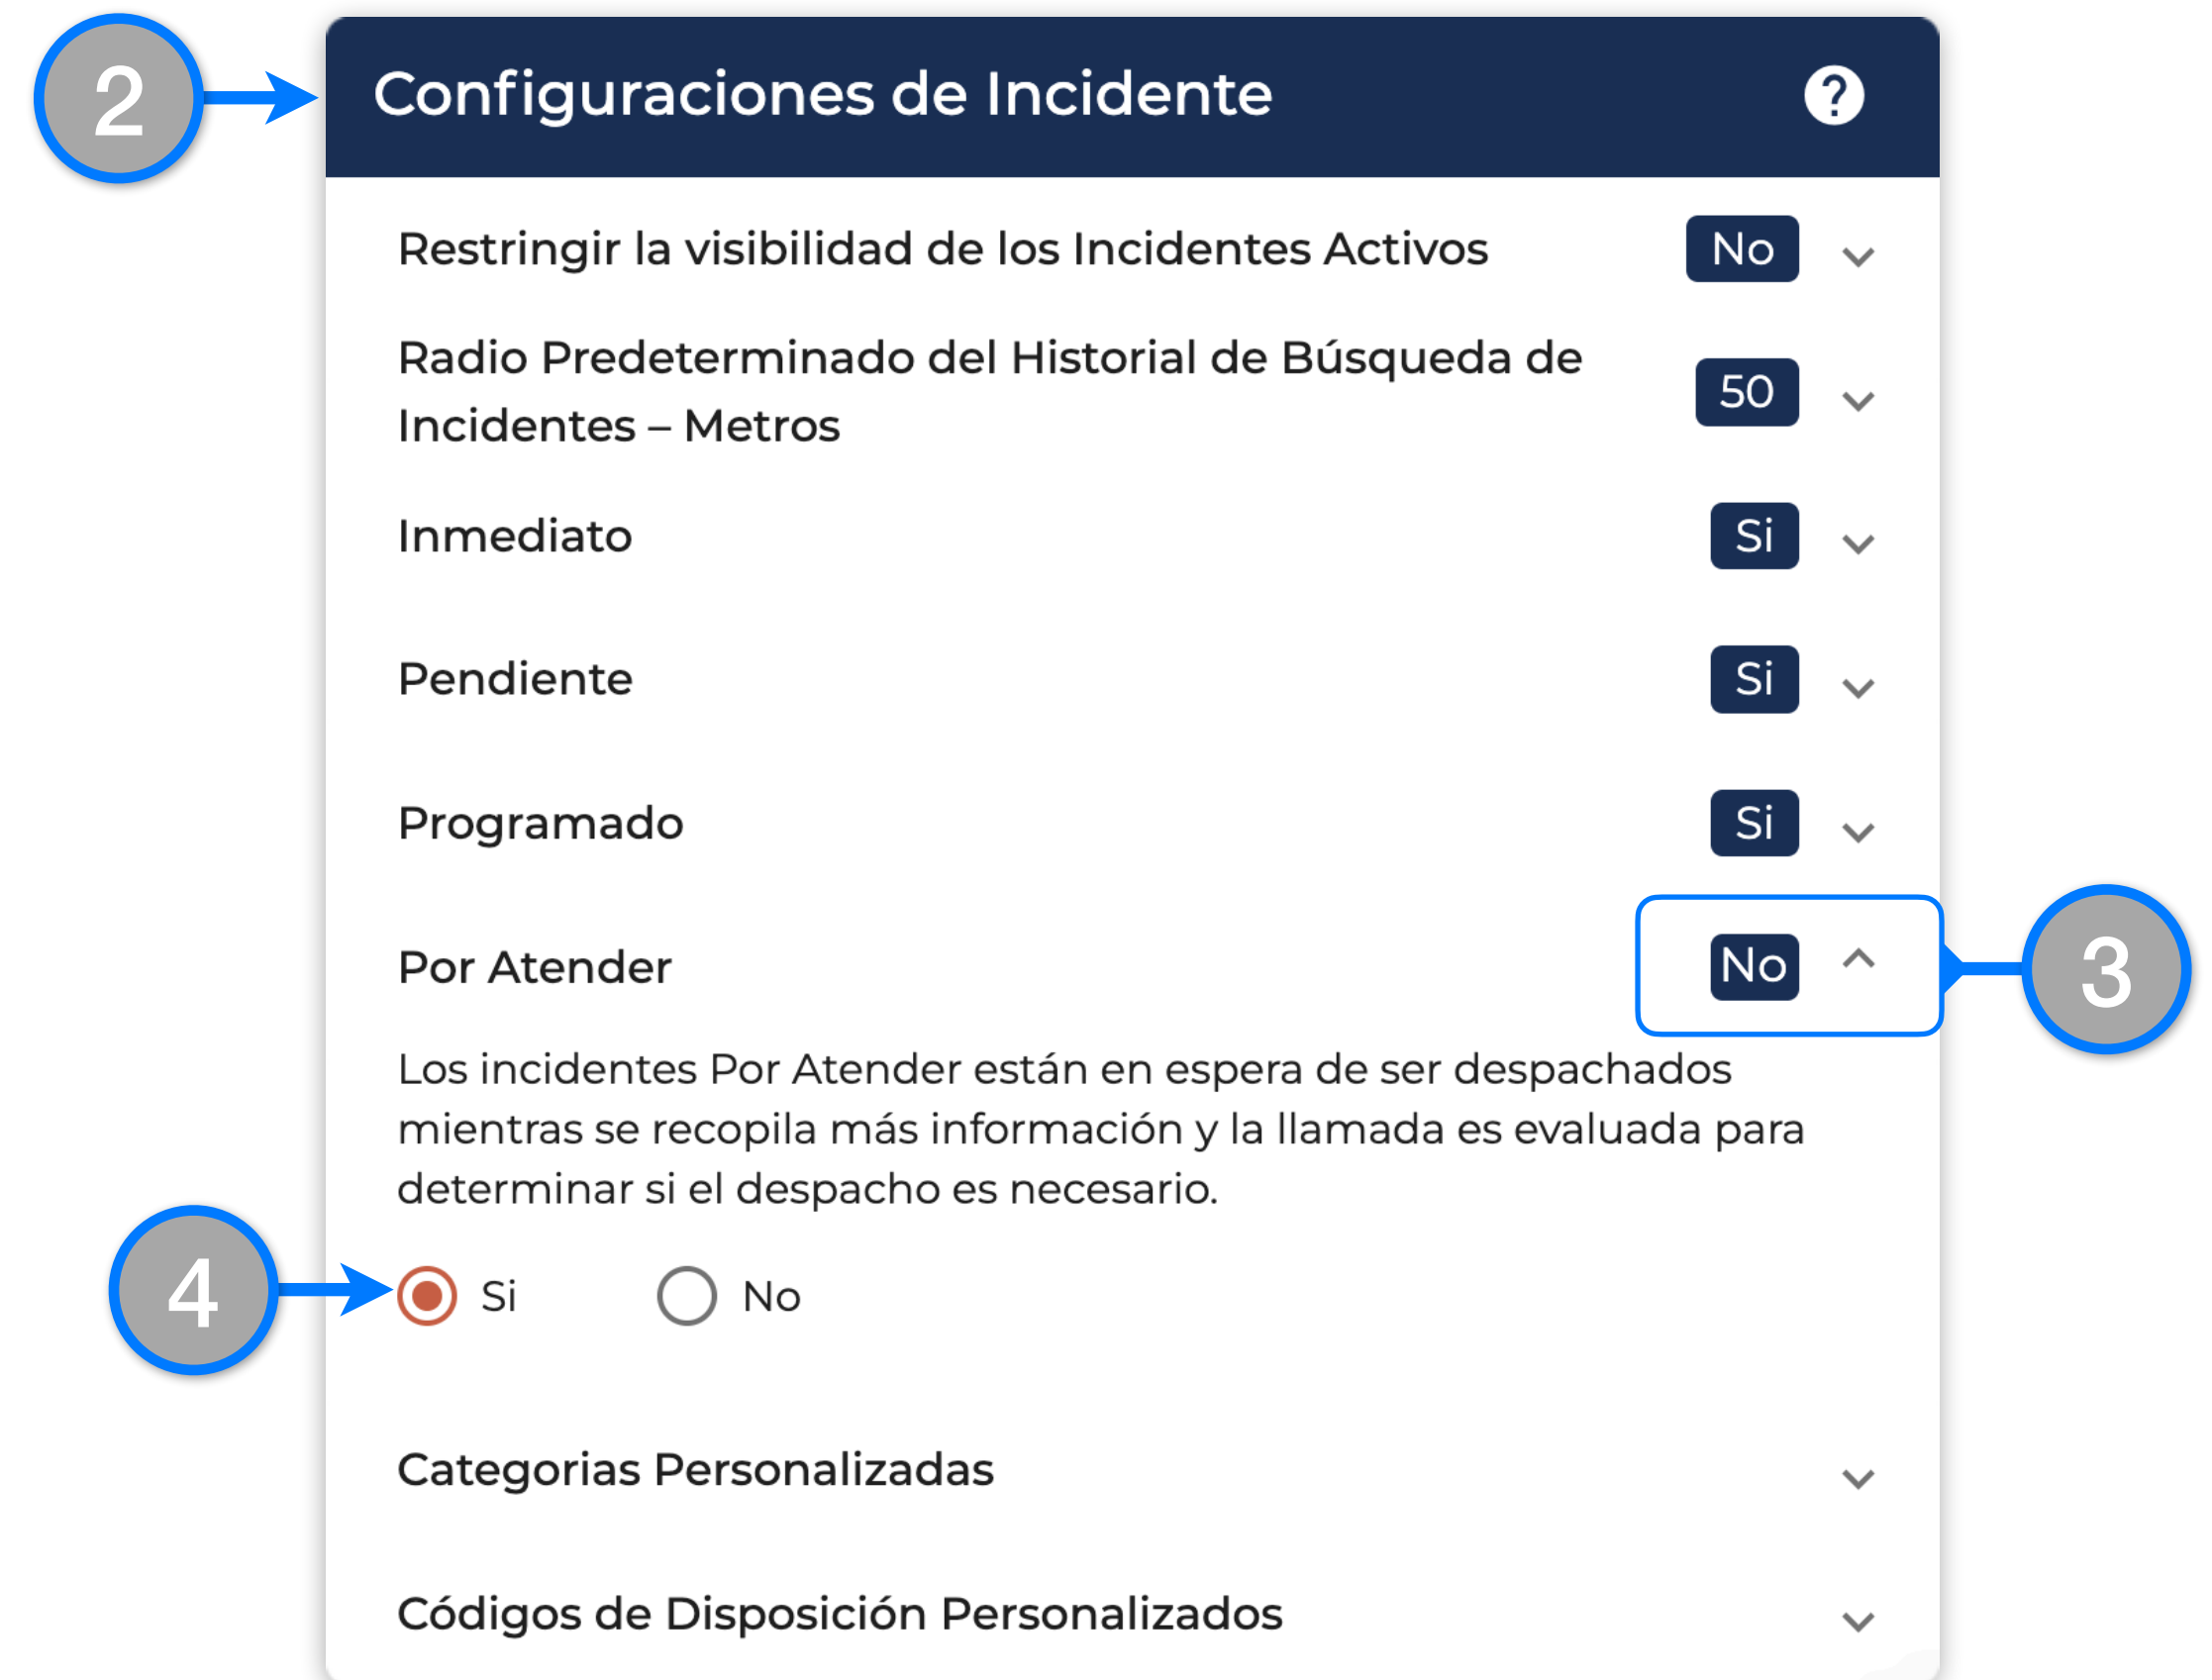 2
Configuraciones de Incidente
?
Restringir la visibilidad de los Incidentes Activos No
Radio Predeterminado del Historial de Búsqueda de
Incidentes – Metros 50
Inmediato Si
Pendiente Si
Programado Si
Por Atender No
3
Los incidentes Por Atender están en espera de ser despachados
mientras se recopila más información y la llamada es evaluada para
determinar si el despacho es necesario.
4
Si No
Categorias Personalizadas
Códigos de Disposición Personalizados